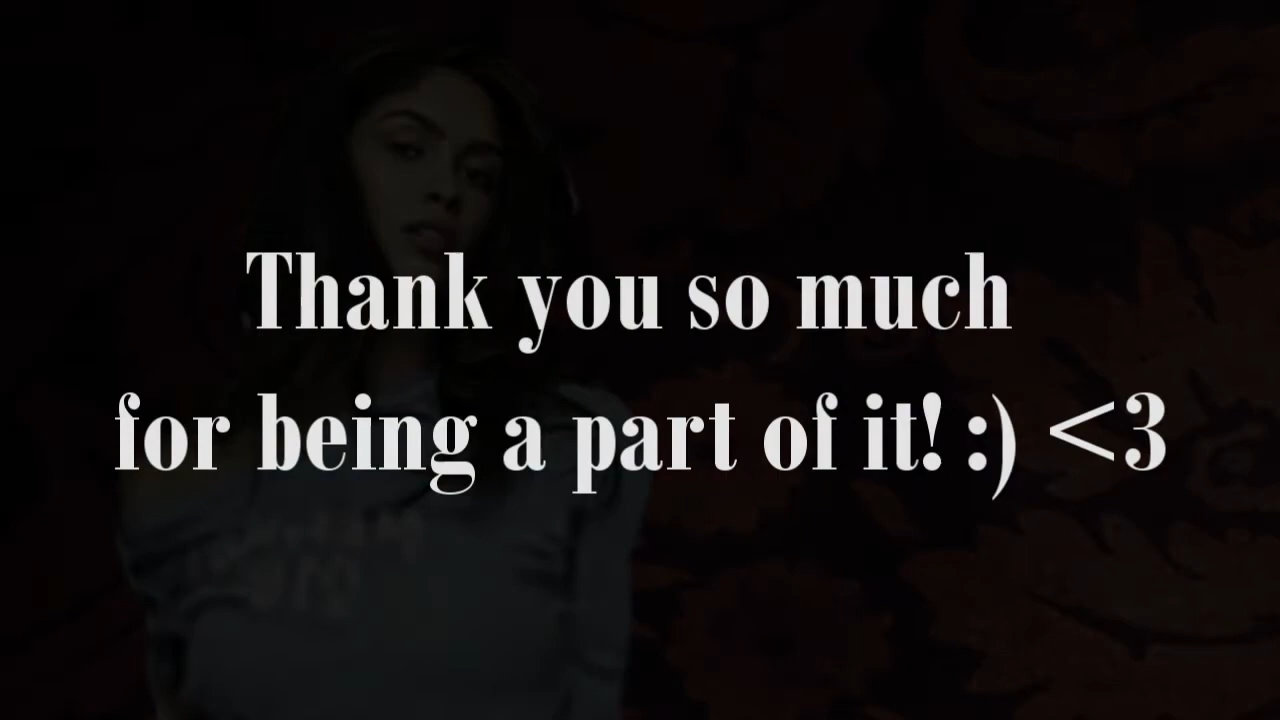 Thank you so much
for being a part of it! :) <3